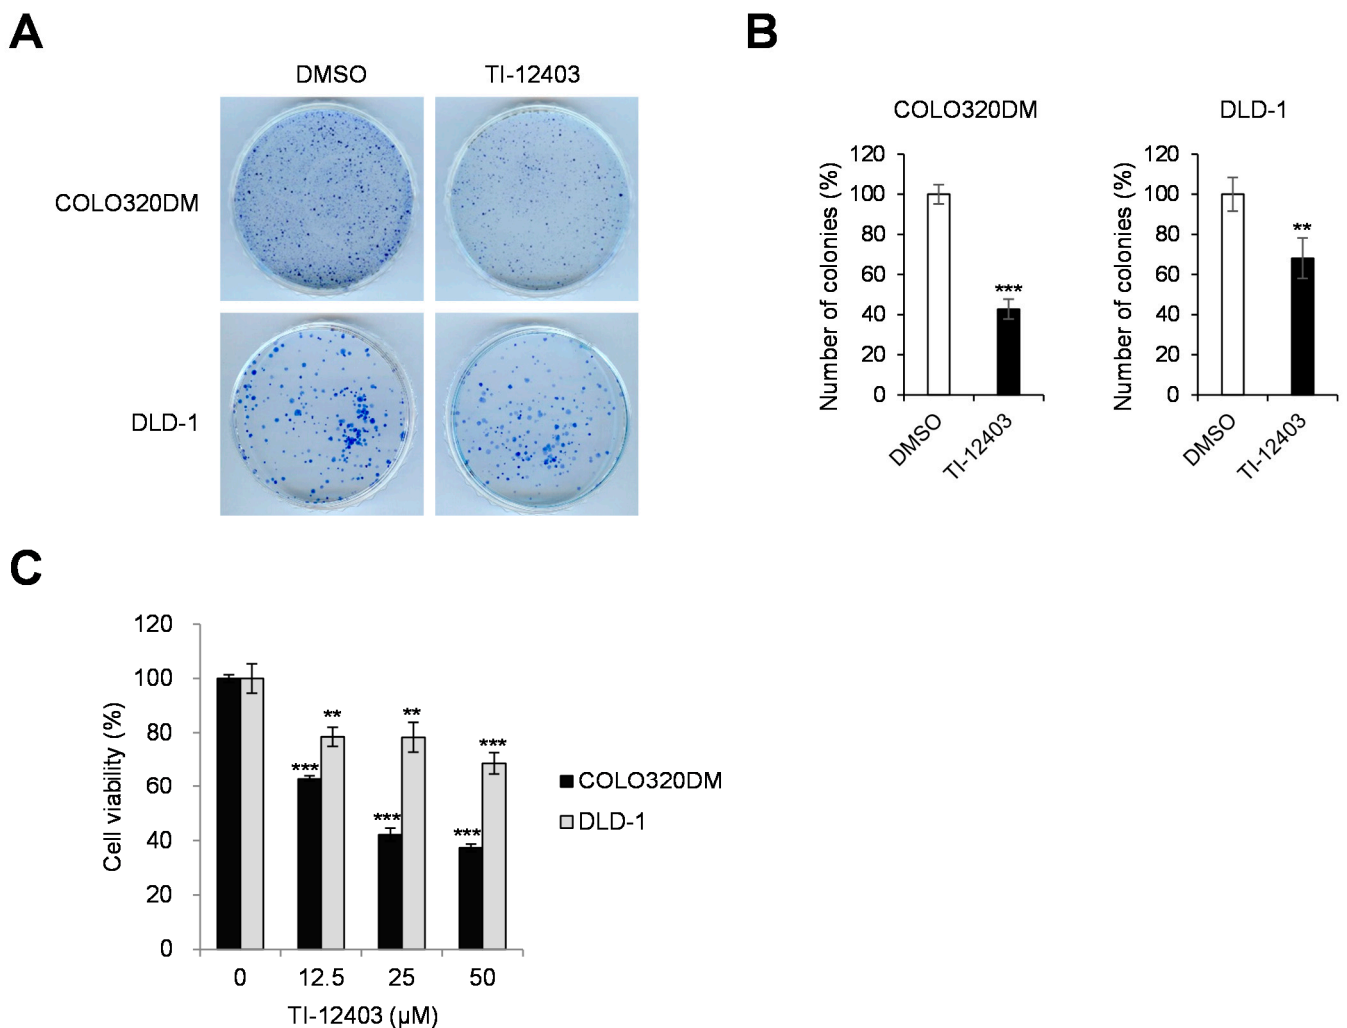 A
DMSO TI-12403
COLO320DM
DLD-1
B
COLO320DM
Number of colonies (%)
120
100
80
60
40
20
0
***
DMSO
TI-12403
DLD-1
Number of colonies (%)
120
100
80
60
40
20
0
**
DMSO
TI-12403
C
Cell viability (%)
120
100
80
60
40
20
0
*** ** *** ** *** ***
0 12.5 25 50
TI-12403 (μM)
COLO320DM
DLD-1